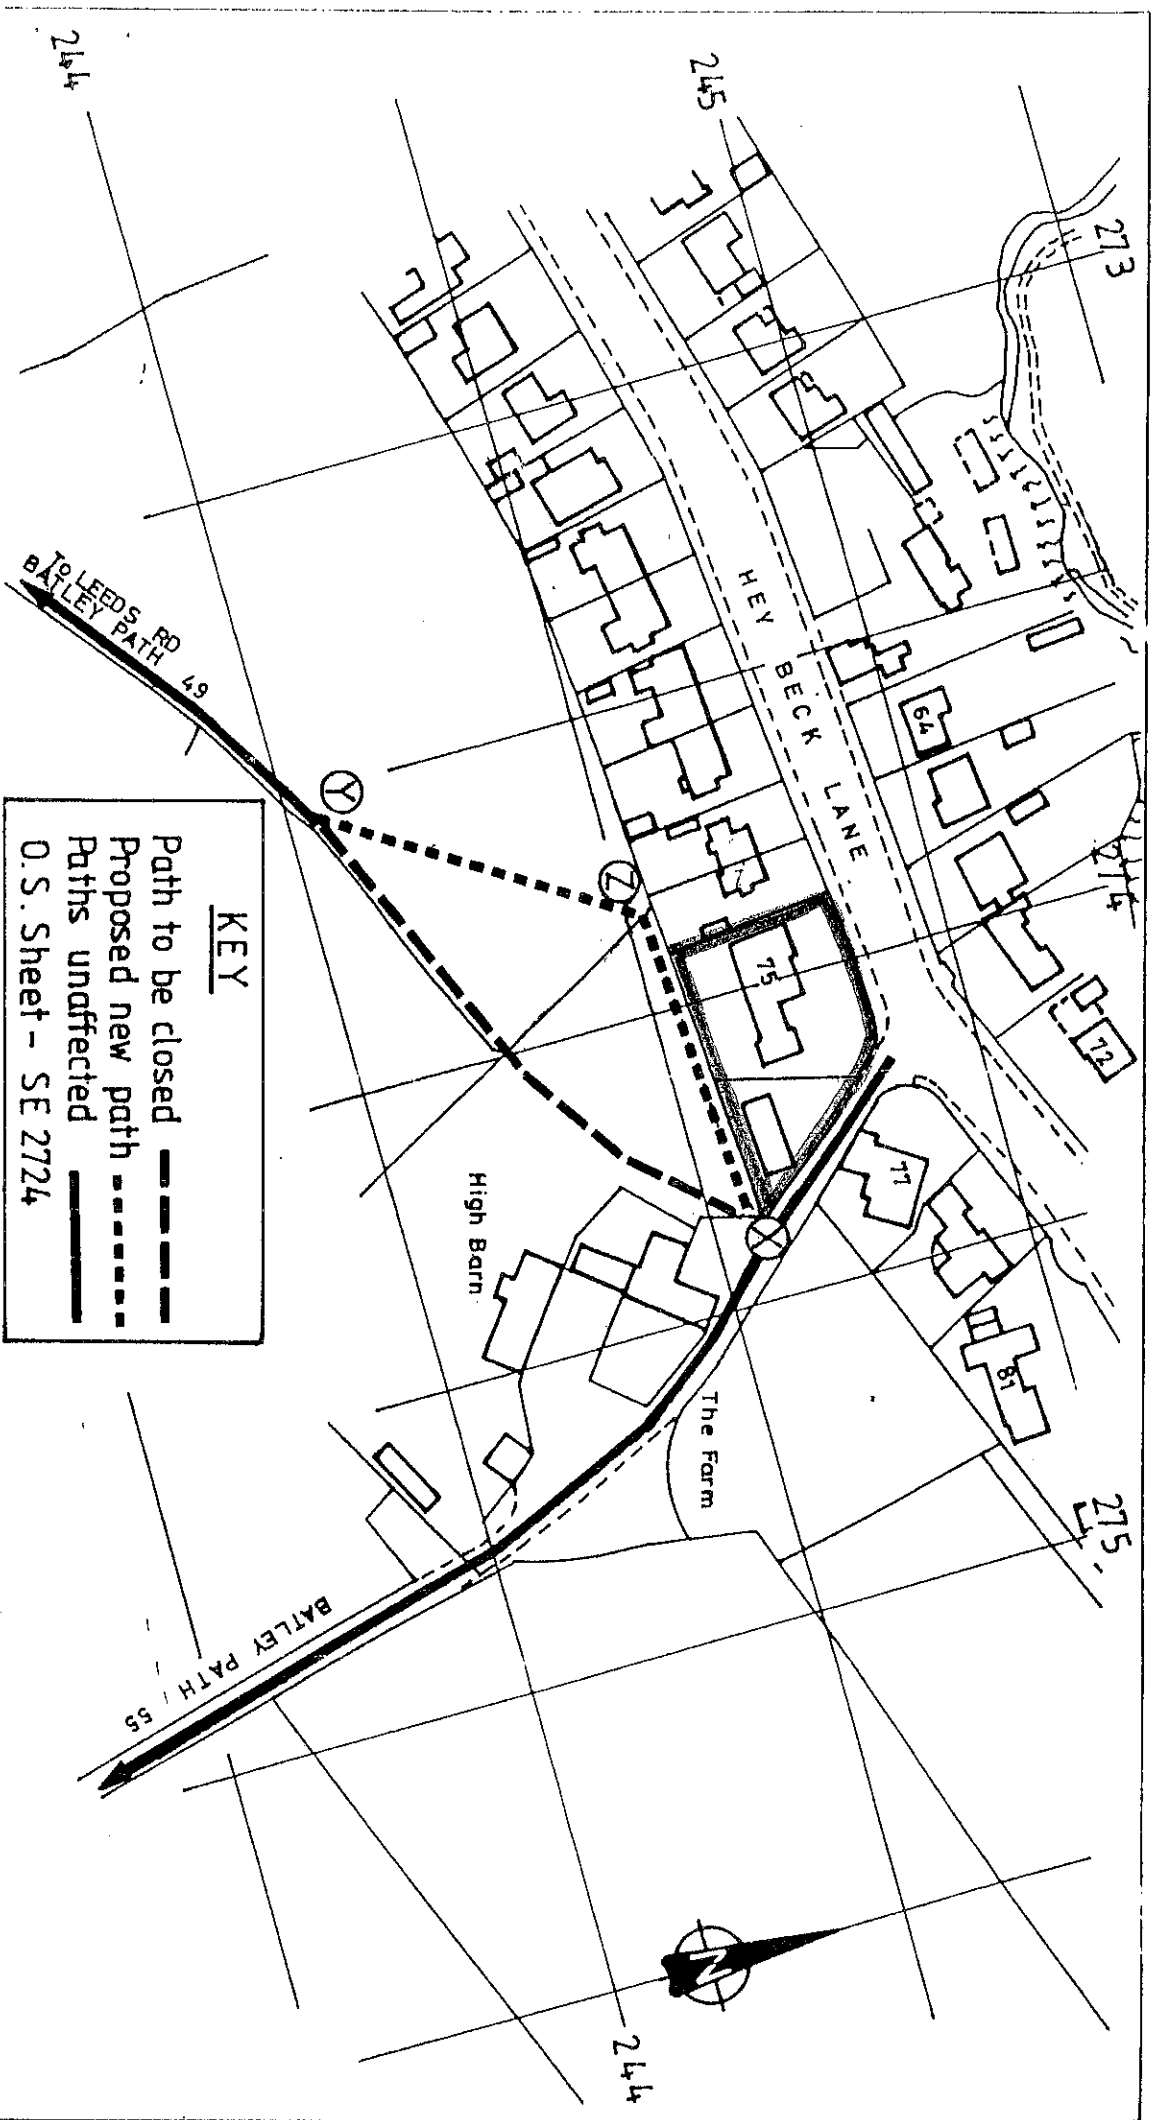 244
245
273
274
275
244
HEY BECK LANE
64
72
75
77
81
TO LEEDS RD
BATLEY PATH 49
Y
Z
X
High Barn
The Farm
BATLEY PATH 55
N
KEY
Path to be closed
Proposed new path
Paths unaffected
O.S. Sheet - SE 2724